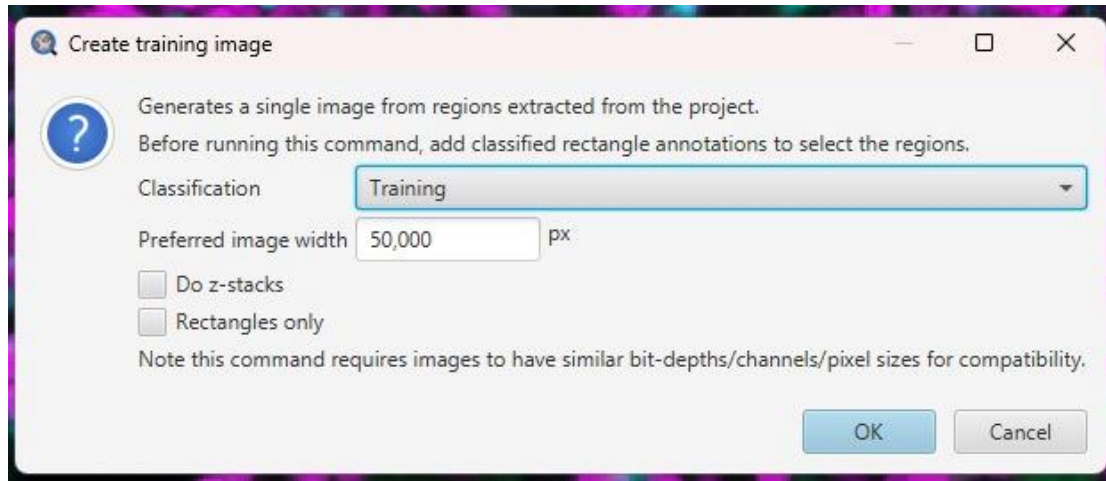 Create training image
Generates a single image from regions extracted from the project.
Before running this command, add classified rectangle annotations to select the regions.
Classification Training
Preferred image width 50,000 px
Do z-stacks
Rectangles only
Note this command requires images to have similar bit-depths/channels/pixel sizes for compatibility.
OK Cancel